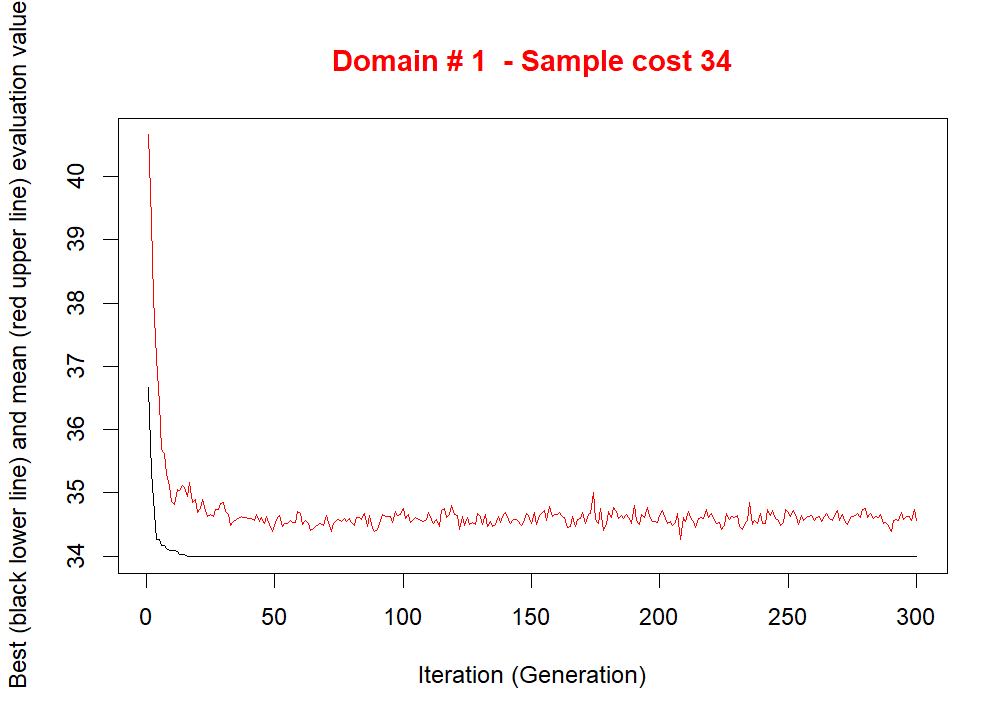 Domain # 1  - Sample cost 34
Best (black lower line) and mean (red upper line) evaluation value
40
39
38
37
36
35
34
0 50 100 150 200 250 300
Iteration (Generation)